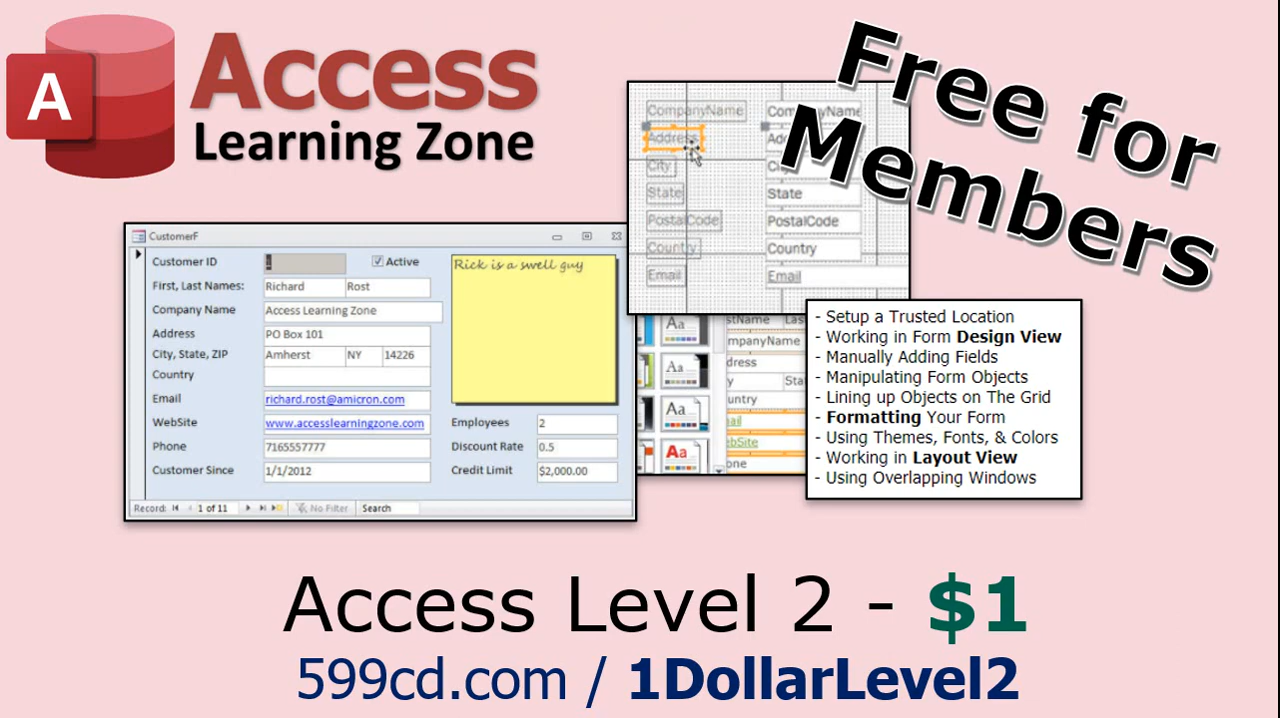 A
Access
Learning Zone
Free for
Members
CompanyName CompanyName
Address
City
State State
PostalCode PostalCode
Country Country
Email Email
CustomerF
Customer ID
Active
First, Last Names: Richard Rost
Company Name Access Learning Zone
Address PO Box 101
City, State, ZIP Amherst NY 14226
Country
Email richard.rost@amicron.com
WebSite www.accesslearningzone.com
Phone 7165557777
Customer Since 1/1/2012
Rick is a swell guy
Employees 2
Discount Rate 0.5
Credit Limit $2,000.00
Record: 1 of 11 No Filter Search
Aa
Aa
Aa
Aa
- Setup a Trusted Location
- Working in Form Design View
- Manually Adding Fields
- Manipulating Form Objects
- Lining up Objects on The Grid
- Formatting Your Form
- Using Themes, Fonts, & Colors
- Working in Layout View
- Using Overlapping Windows
Access Level 2 - $1
599cd.com / 1DollarLevel2